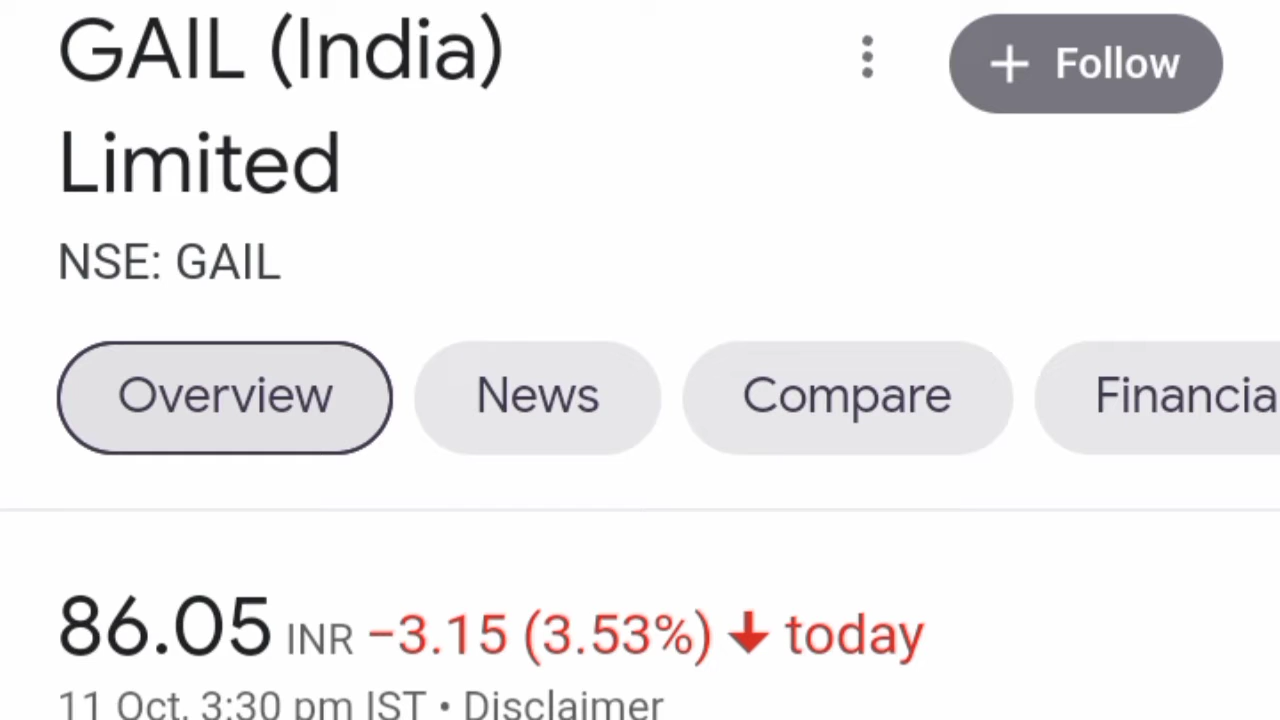 GAIL (India)
Limited
+ Follow
NSE: GAIL
Overview
News
Compare
Financia
86.05 INR −3.15 (3.53%) ↓ today
11 Oct, 3:30 pm IST • Disclaimer